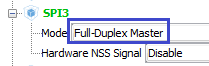 SPI3
Mode Full-Duplex Master
Hardware NSS Signal Disable